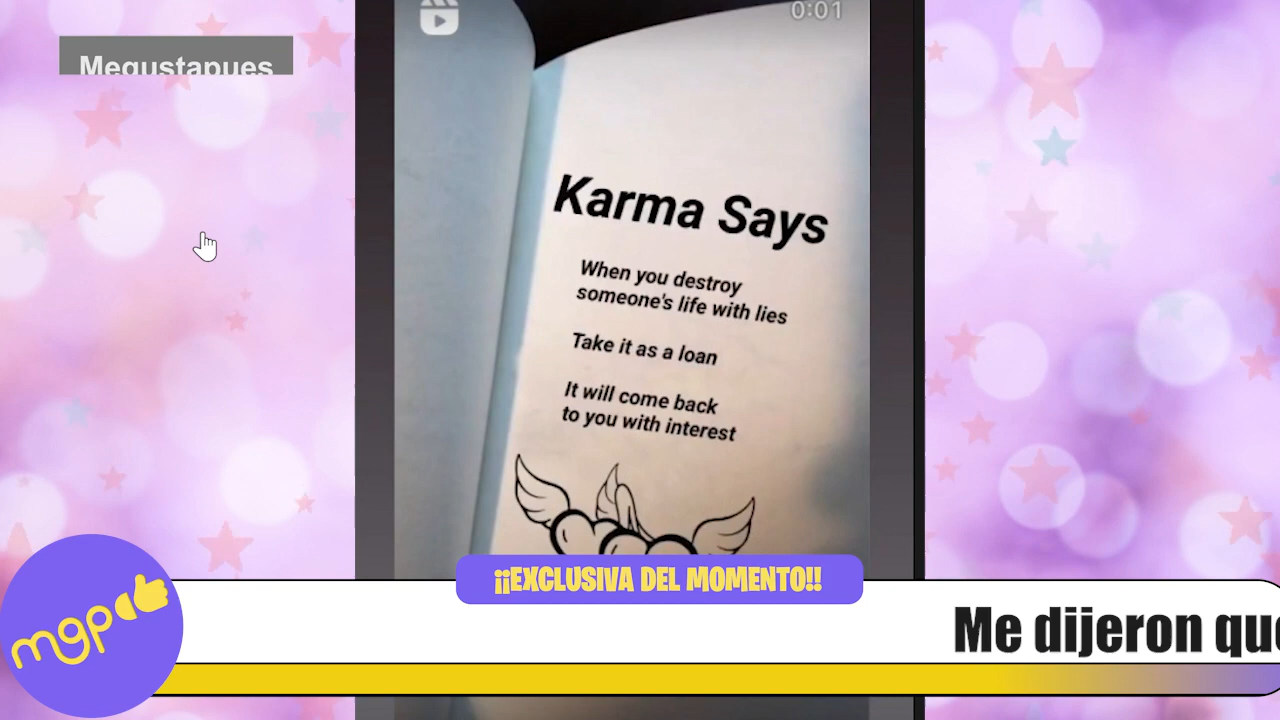 Megustapues
0:01
Karma Says
When you destroy
someone's life with lies
Take it as a loan
It will come back
to you with interest
¡¡EXCLUSIVA DEL MOMENTO!!
mgp
Me dijeron que